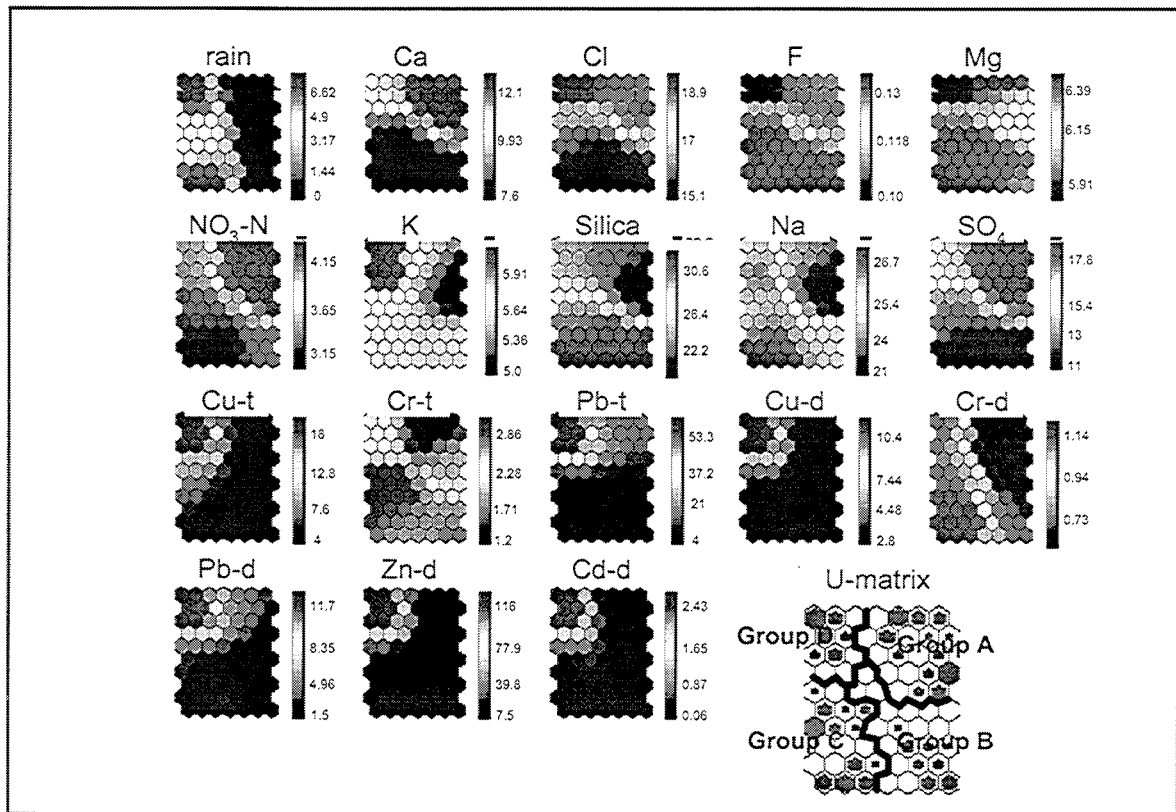 rain Ca Cl F Mg
6.62 4.9 3.17 1.44 0
12.1 9.93 7.6
18.9 17 15.1
0.13 0.118 0.10
6.39 6.15 5.91
NO3-N K Silica Na SO4
4.15 3.65 3.15
5.91 5.64 5.36 5.0
30.6 26.4 22.2
26.7 25.4 24 21
17.8 15.4 13 11
Cu-t Cr-t Pb-t Cu-d Cr-d
18 12.8 7.6 4
2.86 2.28 1.71 1.2
53.3 37.2 21 4
10.4 7.44 4.48 2.8
1.14 0.94 0.73
Pb-d Zn-d Cd-d
11.7 8.35 4.96 1.5
116 77.9 39.8 7.5
2.43 1.65 0.87 0.06
U-matrix
Group D Group A
Group C Group B